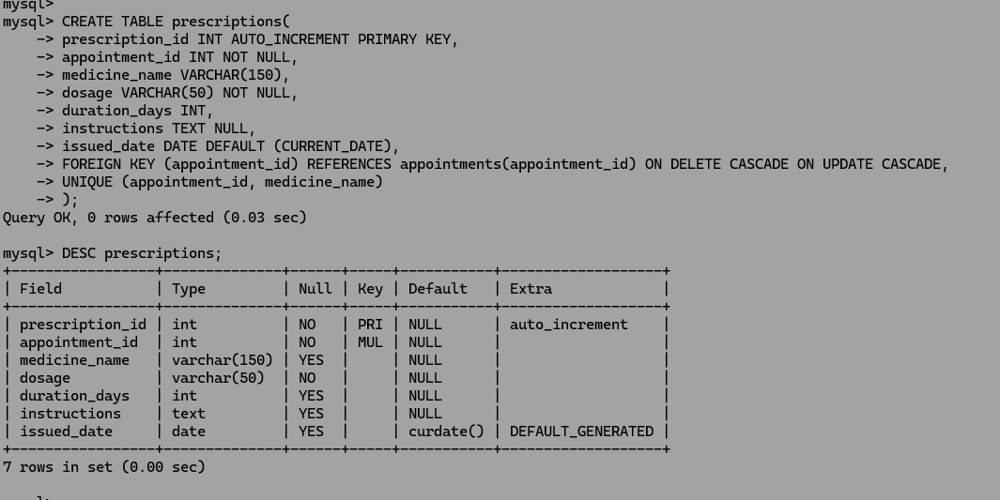 mysql>
mysql> CREATE TABLE prescriptions(
    -> prescription_id INT AUTO_INCREMENT PRIMARY KEY,
    -> appointment_id INT NOT NULL,
    -> medicine_name VARCHAR(150),
    -> dosage VARCHAR(50) NOT NULL,
    -> duration_days INT,
    -> instructions TEXT NULL,
    -> issued_date DATE DEFAULT (CURRENT_DATE),
    -> FOREIGN KEY (appointment_id) REFERENCES appointments(appointment_id) ON DELETE CASCADE ON UPDATE CASCADE,
    -> UNIQUE (appointment_id, medicine_name)
    -> );
Query OK, 0 rows affected (0.03 sec)

mysql> DESC prescriptions;
+-----------------+--------------+------+-----+-----------+-------------------+
| Field           | Type         | Null | Key | Default   | Extra             |
+-----------------+--------------+------+-----+-----------+-------------------+
| prescription_id | int          | NO   | PRI | NULL      | auto_increment    |
| appointment_id  | int          | NO   | MUL | NULL      |                   |
| medicine_name   | varchar(150) | YES  |     | NULL      |                   |
| dosage          | varchar(50)  | NO   |     | NULL      |                   |
| duration_days   | int          | YES  |     | NULL      |                   |
| instructions    | text         | YES  |     | NULL      |                   |
| issued_date     | date         | YES  |     | curdate() | DEFAULT_GENERATED |
+-----------------+--------------+------+-----+-----------+-------------------+
7 rows in set (0.00 sec)